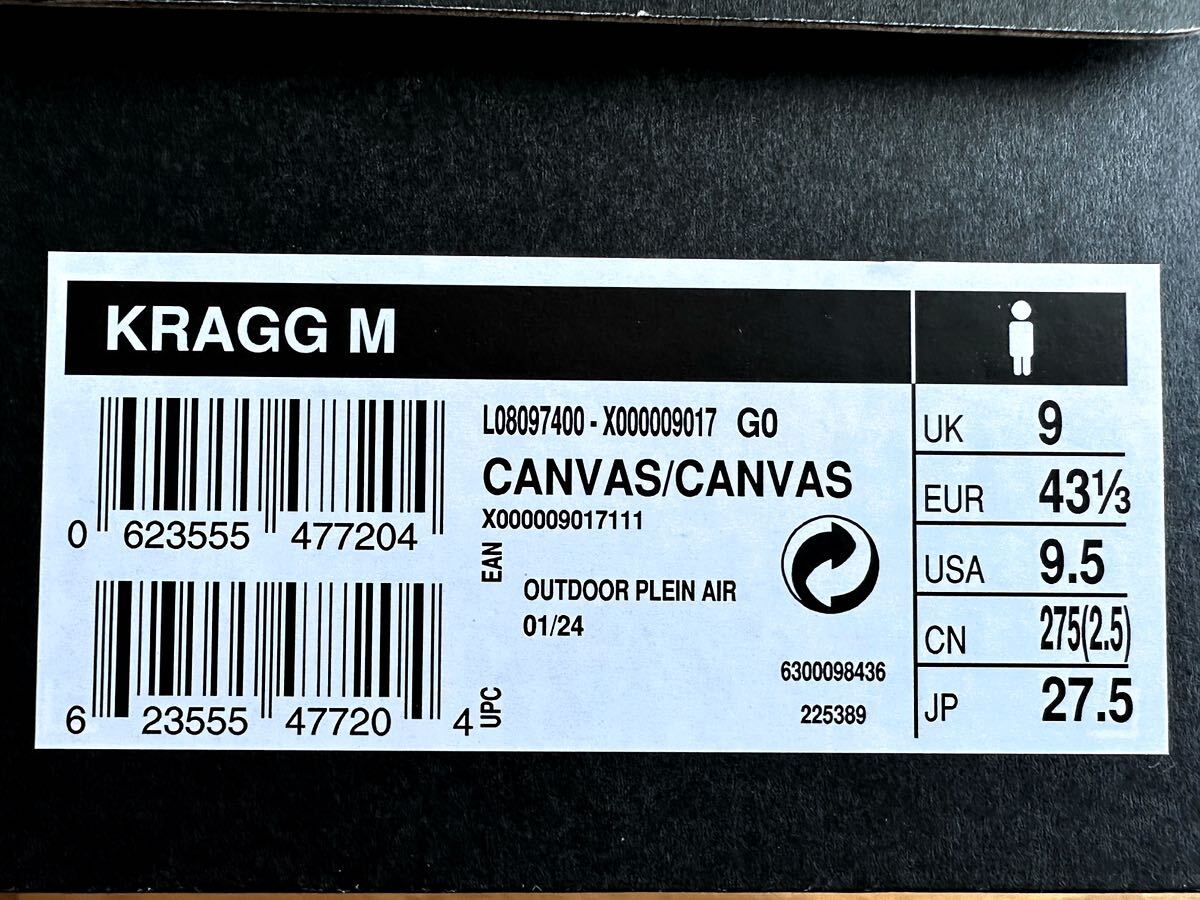 KRAGG M
0 623555 477204
6 23555 47720 4
L08097400 - X000009017 G0
CANVAS/CANVAS
X000009017111
EAN
OUTDOOR PLEIN AIR
01/24
UPC
6300098436
225389
UK 9
EUR 43⅓
USA 9.5
CN 275(2.5)
JP 27.5